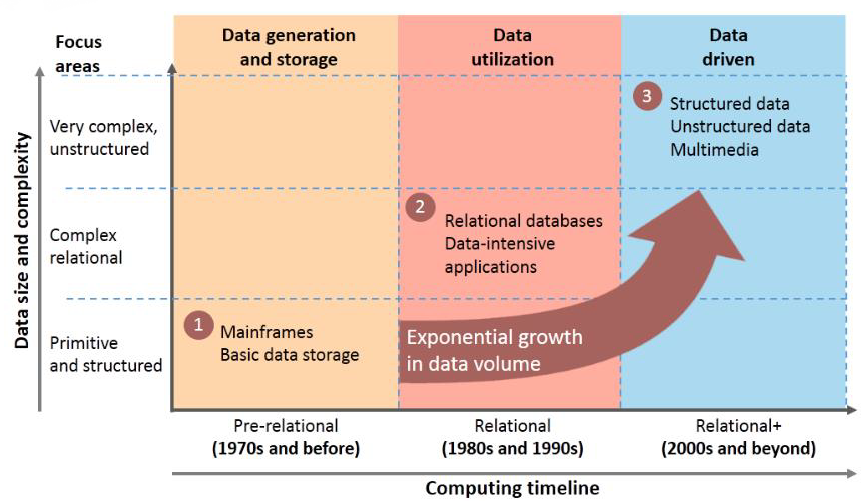 Focus
areas
Data generation
and storage
Data
utilization
Data
driven
Data size and complexity
Very complex,
unstructured
3
Structured data
Unstructured data
Multimedia
Complex
relational
2
Relational databases
Data-intensive
applications
Primitive
and structured
1
Mainframes
Basic data storage
Exponential growth
in data volume
Pre-relational
(1970s and before)
Relational
(1980s and 1990s)
Relational+
(2000s and beyond)
Computing timeline